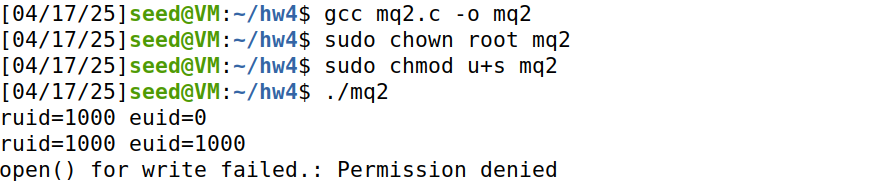 [04/17/25]seed@VM:~/hw4$ gcc mq2.c -o mq2
[04/17/25]seed@VM:~/hw4$ sudo chown root mq2
[04/17/25]seed@VM:~/hw4$ sudo chmod u+s mq2
[04/17/25]seed@VM:~/hw4$ ./mq2
ruid=1000 euid=0
ruid=1000 euid=1000
open() for write failed.: Permission denied